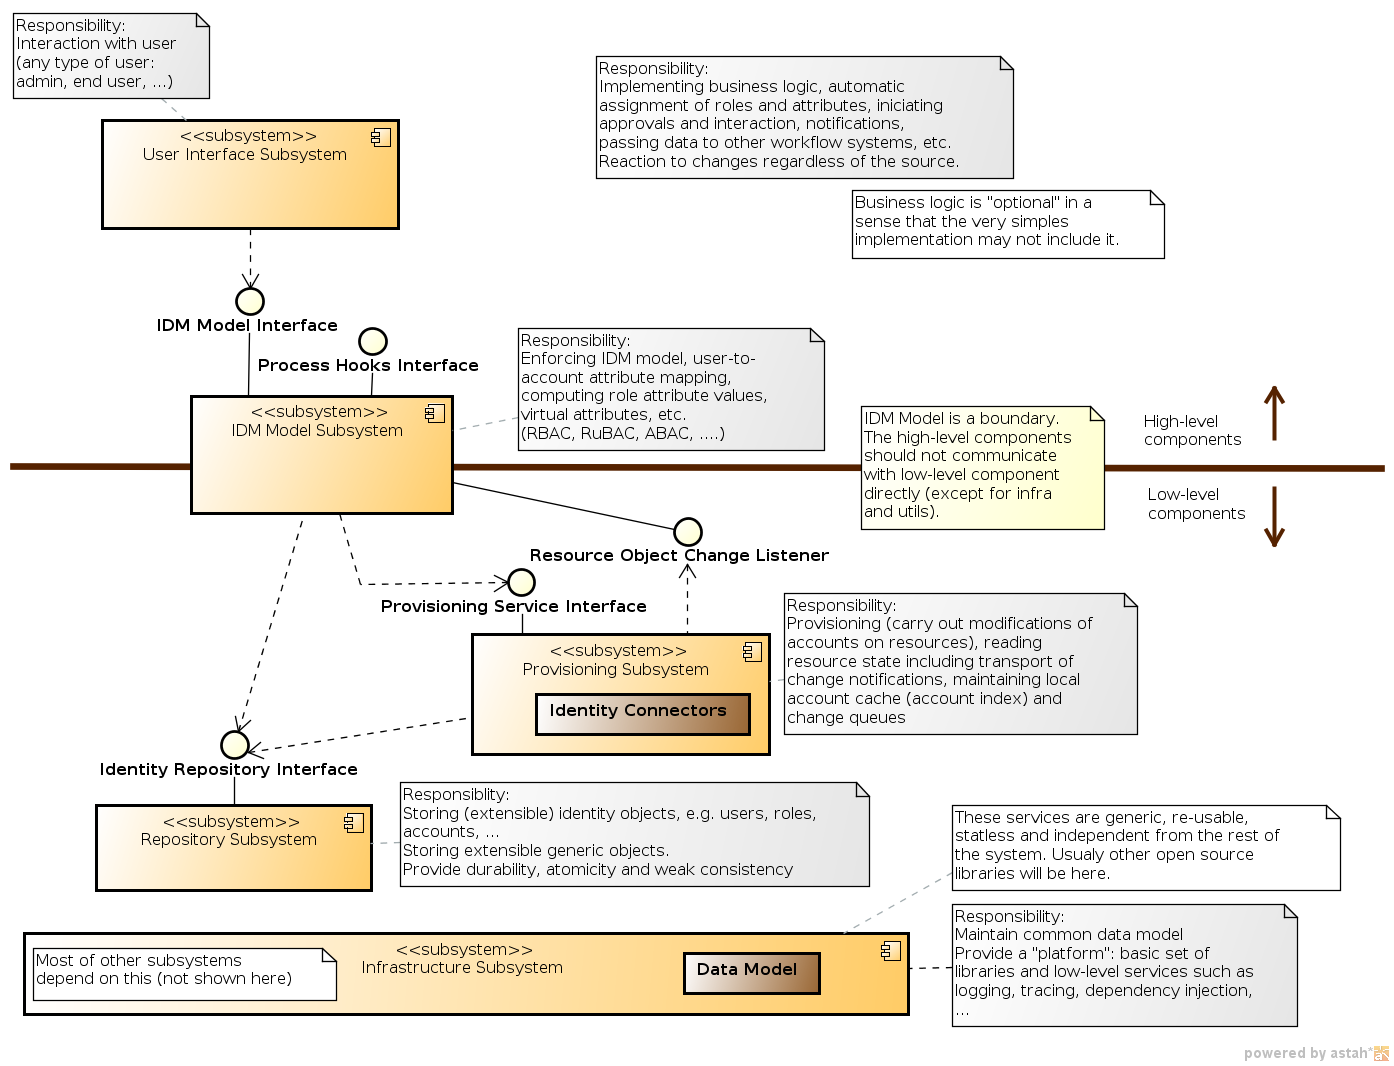 Responsibility:
Interaction with user
(any type of user:
admin, end user, ...)
Responsibility:
Implementing business logic, automatic
assignment of roles and attributes, iniciating
approvals and interaction, notifications,
passing data to other workflow systems, etc.
Reaction to changes regardless of the source.
<<subsystem>>
User Interface Subsystem
Business logic is "optional" in a
sense that the very simples
implementation may not include it.
IDM Model Interface
Process Hooks Interface
Responsibility:
Enforcing IDM model, user-to-
account attribute mapping,
computing role attribute values,
virtual attributes, etc.
(RBAC, RuBAC, ABAC, ....)
<<subsystem>>
IDM Model Subsystem
IDM Model is a boundary.
The high-level components
should not communicate
with low-level component
directly (except for infra
and utils).
High-level
components
Low-level
components
Resource Object Change Listener
Provisioning Service Interface
Responsibility:
Provisioning (carry out modifications of
accounts on resources), reading
resource state including transport of
change notifications, maintaining local
account cache (account index) and
change queues
<<subsystem>>
Provisioning Subsystem
Identity Connectors
Identity Repository Interface
<<subsystem>>
Repository Subsystem
Responsiblity:
Storing (extensible) identity objects, e.g. users, roles,
accounts, ...
Storing extensible generic objects.
Provide durability, atomicity and weak consistency
These services are generic, re-usable,
statless and independent from the rest of
the system. Usualy other open source
libraries will be here.
Most of other subsystems
depend on this (not shown here)
<<subsystem>>
Infrastructure Subsystem
Data Model
Responsibility:
Maintain common data model
Provide a "platform": basic set of
libraries and low-level services such as
logging, tracing, dependency injection,
...
powered by astah*